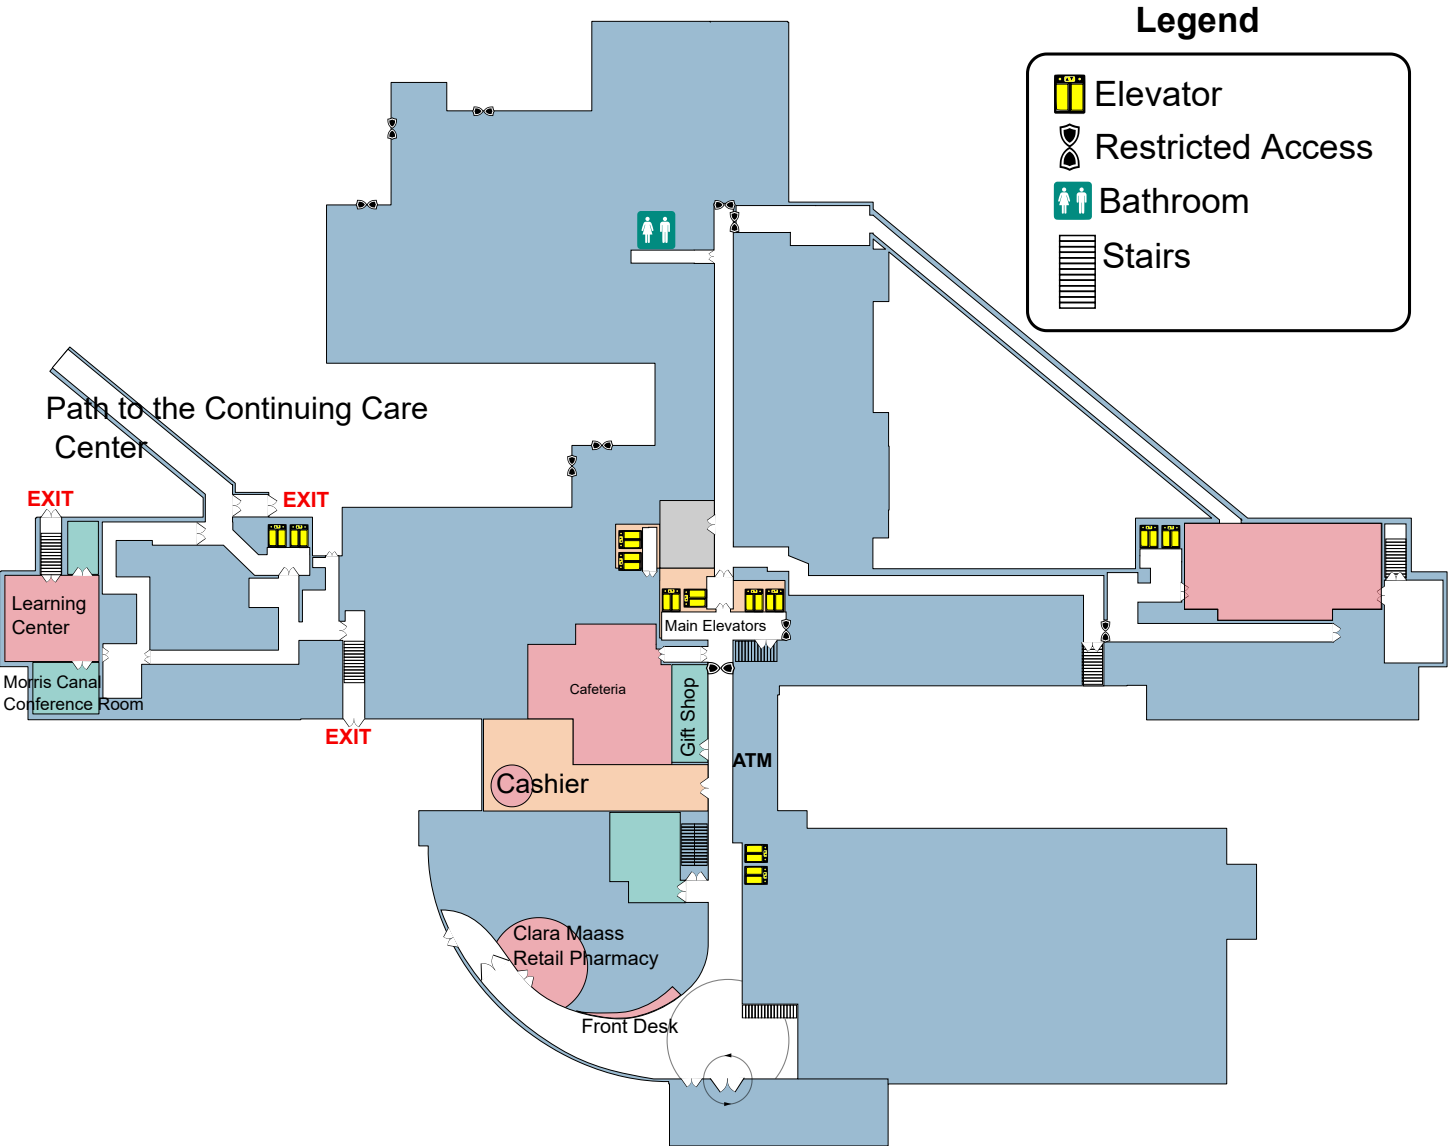 Legend
Elevator
Restricted Access
Bathroom
Stairs
Path to the Continuing Care
Center
EXIT
EXIT
Learning
Center
Main Elevators
Morris Canal
Conference Room
Cafeteria
Gift Shop
EXIT
ATM
Cashier
Clara Maass
Retail Pharmacy
Front Desk